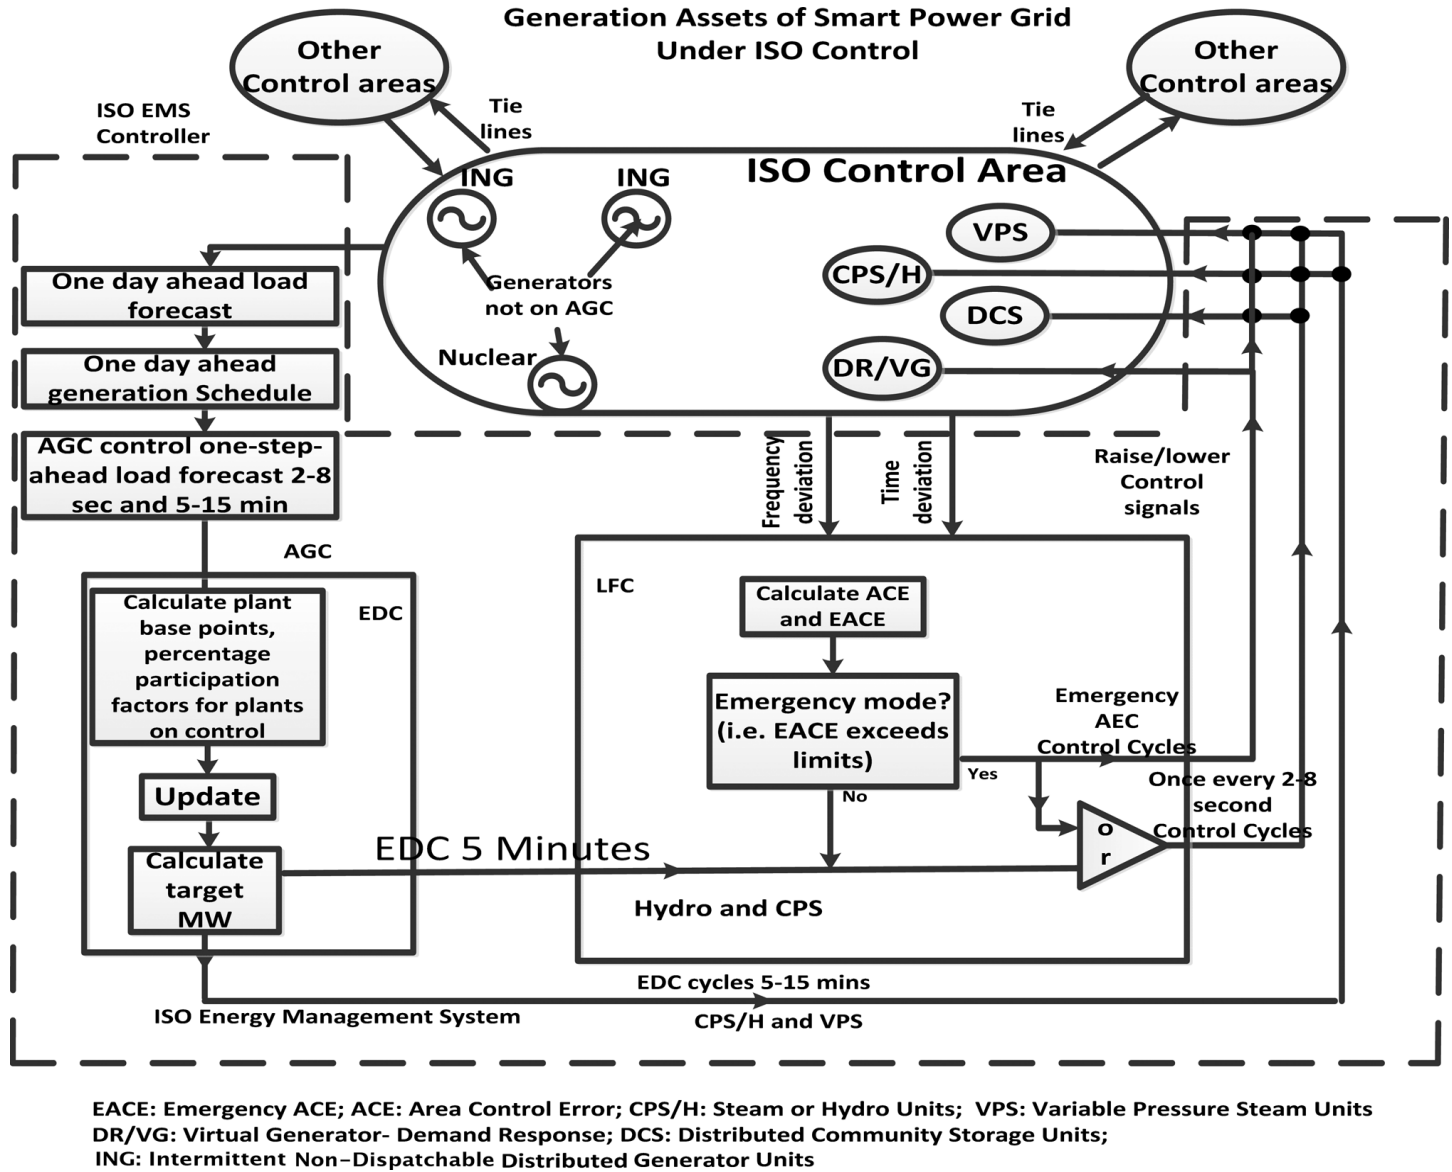 Generation Assets of Smart Power Grid
Under ISO Control
Other
Control areas
Other
Control areas
ISO EMS
Controller
Tie
lines
Tie
lines
ISO Control Area
ING
ING
VPS
CPS/H
DCS
DR/VG
Generators
not on AGC
Nuclear
One day ahead load
forecast
One day ahead
generation Schedule
AGC control one-step-
ahead load forecast 2-8
sec and 5-15 min
Frequency
deviation
Time
deviation
Raise/lower
Control
signals
AGC
EDC
Calculate plant
base points,
percentage
participation
factors for plants
on control
Update
Calculate
target
MW
LFC
Calculate ACE
and EACE
Emergency mode?
(i.e. EACE exceeds
limits)
Yes
No
Emergency
AEC
Control Cycles
Once every 2-8
second
Control Cycles
o
r
EDC 5 Minutes
Hydro and CPS
EDC cycles 5-15 mins
ISO Energy Management System
CPS/H and VPS
EACE: Emergency ACE; ACE: Area Control Error; CPS/H: Steam or Hydro Units; VPS: Variable Pressure Steam Units
DR/VG: Virtual Generator- Demand Response; DCS: Distributed Community Storage Units;
ING: Intermittent Non-Dispatchable Distributed Generator Units